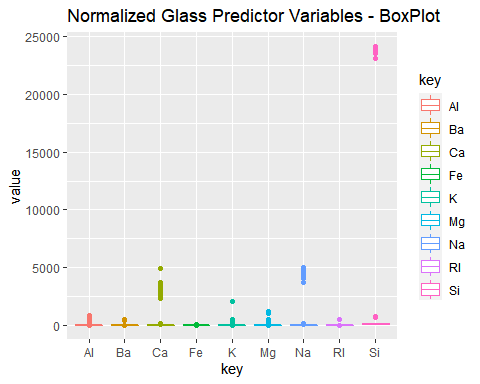 Normalized Glass Predictor Variables - BoxPlot
25000
20000
15000
10000
5000
0
value
Al Ba Ca Fe K Mg Na RI Si
key
key
Al
Ba
Ca
Fe
K
Mg
Na
RI
Si